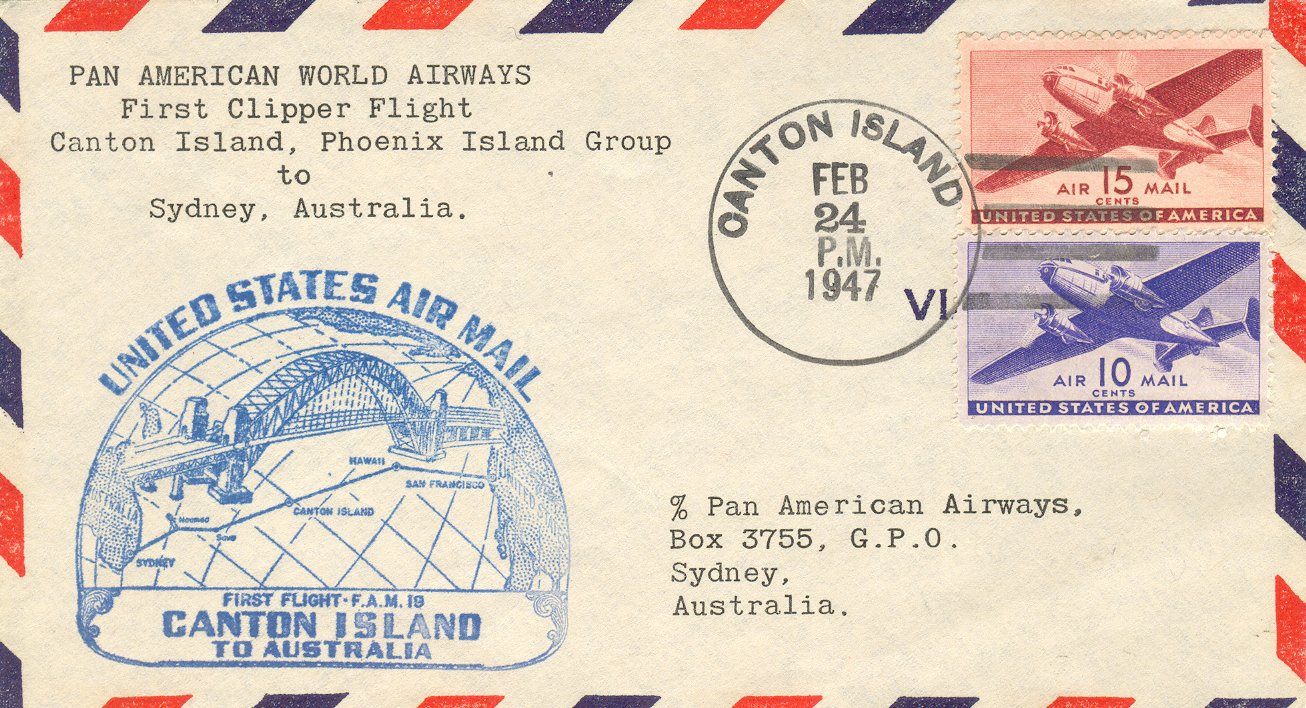 PAN AMERICAN WORLD AIRWAYS
First Clipper Flight
Canton Island, Phoenix Island Group
to
Sydney, Australia.
CANTON ISLAND
FEB
24
P.M.
1947
VI
AIR 15 MAIL
CENTS
UNITED STATES OF AMERICA
AIR 10 MAIL
CENTS
UNITED STATES OF AMERICA
UNITED STATES AIR MAIL
HAWAII
SAN FRANCISCO
CANTON ISLAND
Noumea
Suva
SYDNEY
FIRST FLIGHT - F.A.M. 19
CANTON ISLAND
TO AUSTRALIA
% Pan American Airways,
Box 3755, G.P.O.
Sydney,
Australia.